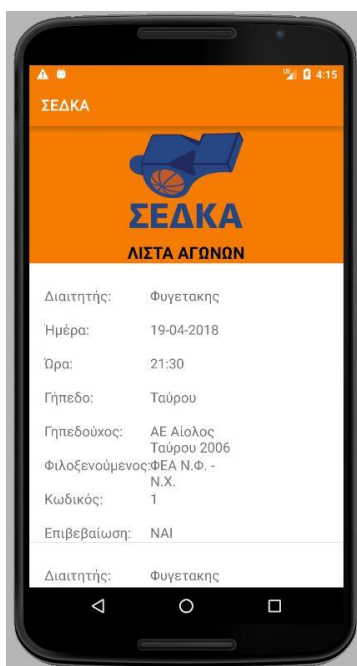 4:15
ΣΕΔΚΑ
ΣΕΔΚΑ
ΛΙΣΤΑ ΑΓΩΝΩΝ
Διαιτητής: Φυγετακης
Ημέρα: 19-04-2018
Ώρα: 21:30
Γήπεδο: Ταύρου
Γηπεδούχος: ΑΕ Αίολος
Ταύρου 2006
Φιλοξενούμενος: ΦΕΑ Ν.Φ. -
Ν.Χ.
Κωδικός: 1
Επιβεβαίωση: ΝΑΙ
Διαιτητής: Φυγετακης